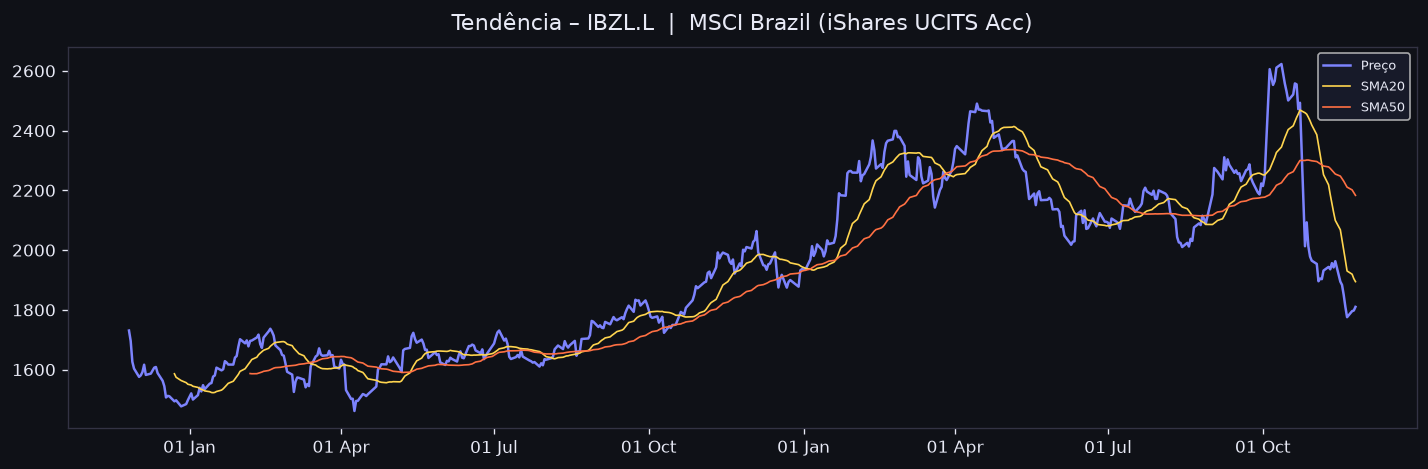 Tendência – IBZL.L | MSCI Brazil (iShares UCITS Acc)
Preço
SMA20
SMA50
2600
2400
2200
2000
1800
1600
01 Jan
01 Apr
01 Jul
01 Oct
01 Jan
01 Apr
01 Jul
01 Oct